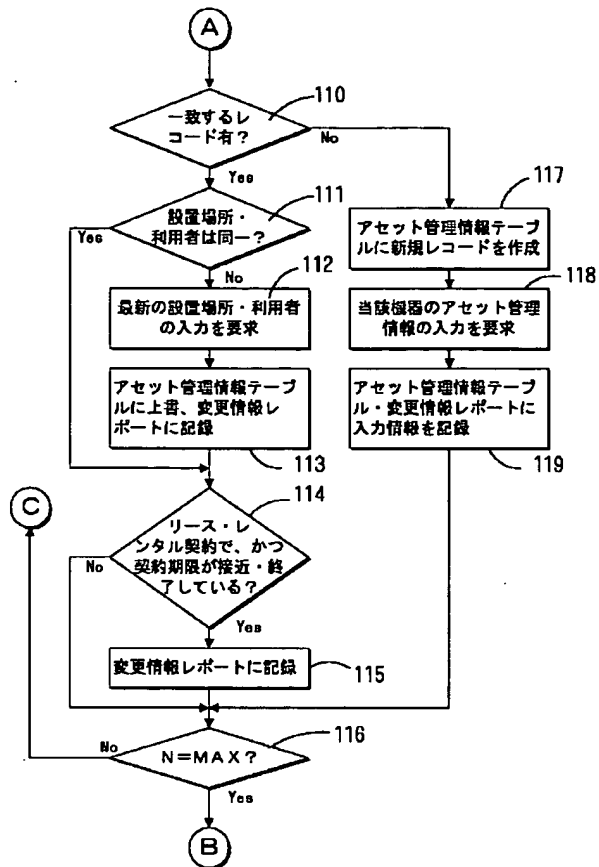 A
110
一致するレ
コード有?
No
Yes
111
設置場所・
利用者は同一?
Yes
No
112
最新の設置場所・利用者
の入力を要求
アセット管理情報テーブ
ルに上書、変更情報レ
ポートに記録
113
117
アセット管理情報テーブ
ルに新規レコードを作成
118
当該機器のアセット管理
情報の入力を要求
アセット管理情報テーブ
ル・変更情報レポートに
入力情報を記録
119
C
114
リース・レ
ンタル契約で、かつ
契約期限が接近・終
了している?
No
Yes
変更情報レポートに記録
115
116
N=MAX?
No
Yes
B